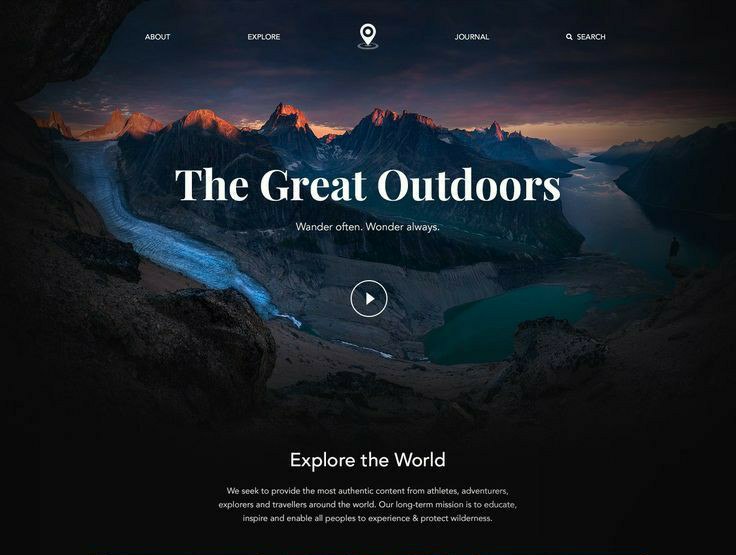 ABOUT EXPLORE JOURNAL SEARCH
The Great Outdoors
Wander often. Wonder always.
Explore the World
We seek to provide the most authentic content from athletes, adventurers,
explorers and travellers around the world. Our long-term mission is to educate,
inspire and enable all peoples to experience & protect wilderness.